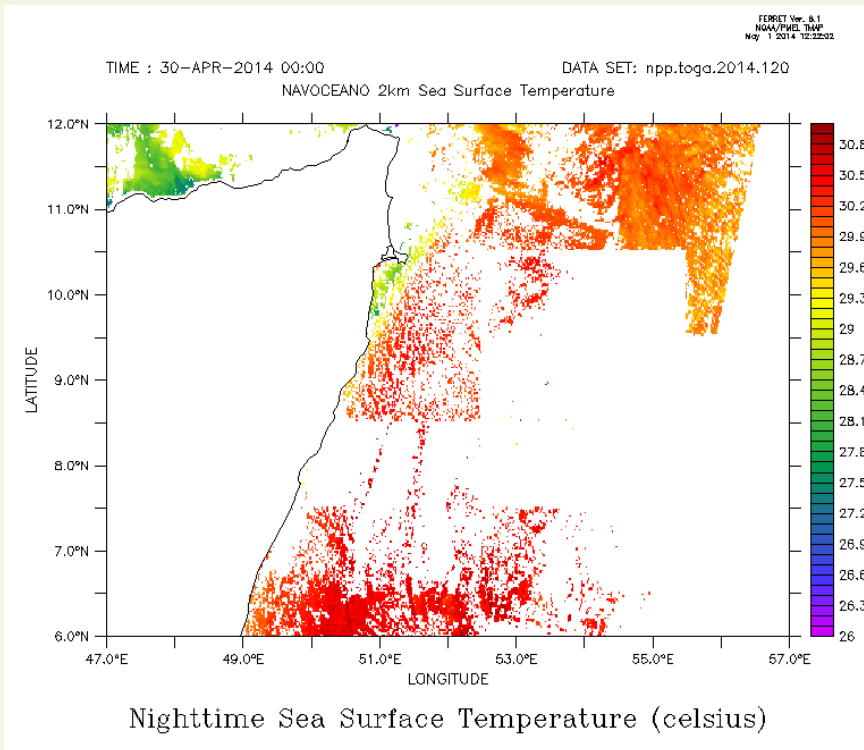 FERRET Ver. 6.1
NOAA/PMEL TMAP
May 1 2014 12:22:02
TIME : 30-APR-2014 00:00
DATA SET: npp.toga.2014.120
NAVOCEANO 2km Sea Surface Temperature
12.0°N
11.0°N
10.0°N
9.0°N
8.0°N
7.0°N
6.0°N
LATITUDE
47.0°E
49.0°E
51.0°E
53.0°E
55.0°E
57.0°E
LONGITUDE
30.8
30.5
30.2
29.9
29.6
29.3
29
28.7
28.4
28.1
27.8
27.5
27.2
26.9
26.6
26.3
26
Nighttime Sea Surface Temperature (celsius)